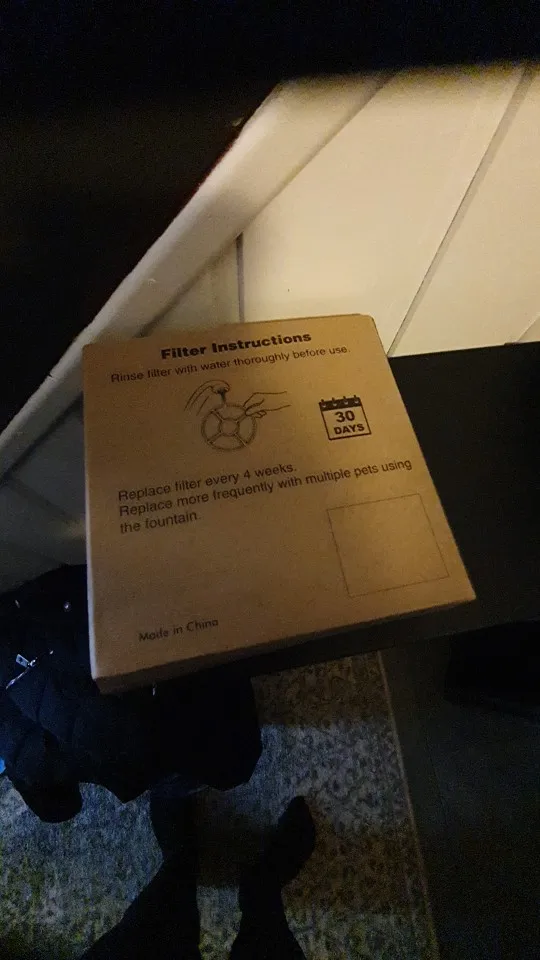 Filter Instructions
Rinse filter with water thoroughly before use.
30
DAYS
Replace filter every 4 weeks.
Replace more frequently with multiple pets using
the fountain.
Made in China